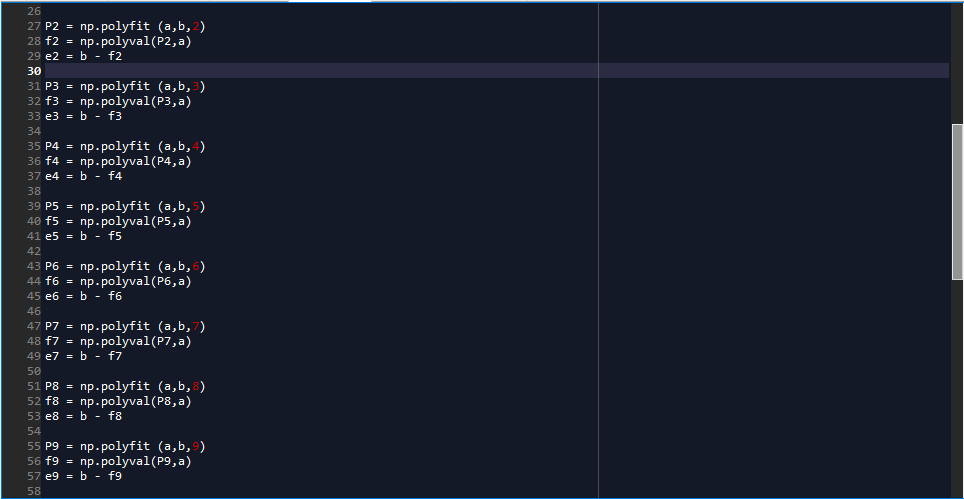 26
27 P2 = np.polyfit (a,b,2)
28 f2 = np.polyval(P2,a)
29 e2 = b - f2
30
31 P3 = np.polyfit (a,b,3)
32 f3 = np.polyval(P3,a)
33 e3 = b - f3
34
35 P4 = np.polyfit (a,b,4)
36 f4 = np.polyval(P4,a)
37 e4 = b - f4
38
39 P5 = np.polyfit (a,b,5)
40 f5 = np.polyval(P5,a)
41 e5 = b - f5
42
43 P6 = np.polyfit (a,b,6)
44 f6 = np.polyval(P6,a)
45 e6 = b - f6
46
47 P7 = np.polyfit (a,b,7)
48 f7 = np.polyval(P7,a)
49 e7 = b - f7
50
51 P8 = np.polyfit (a,b,8)
52 f8 = np.polyval(P8,a)
53 e8 = b - f8
54
55 P9 = np.polyfit (a,b,9)
56 f9 = np.polyval(P9,a)
57 e9 = b - f9
58